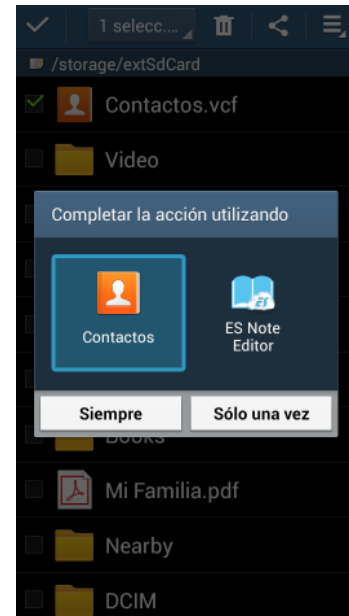 1 selecc....
/storage/extSdCard
Contactos.vcf
Video
Completar la acción utilizando
Contactos
ES Note
Editor
Siempre
Sólo una vez
Books
Mi Familia.pdf
Nearby
DCIM